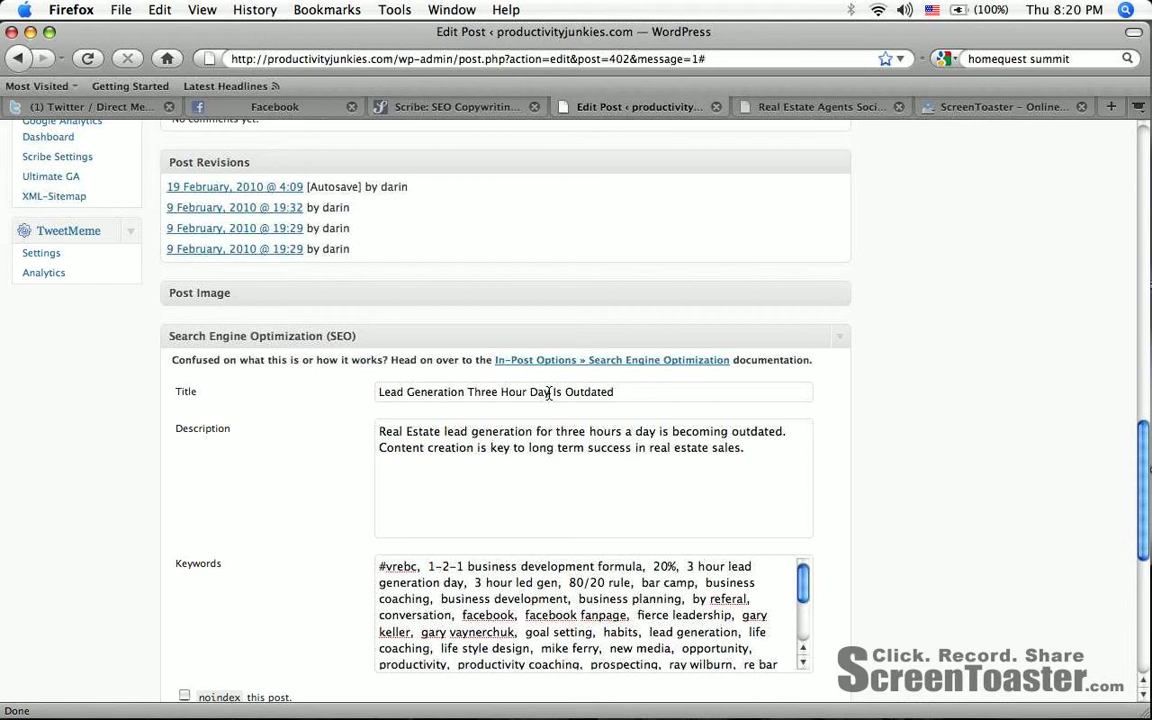 Firefox File Edit View History Bookmarks Tools Window Help (100%) Thu 8:20 PM
Edit Post ‹ productivityjunkies.com — WordPress
http://productivityjunkies.com/wp-admin/post.php?action=edit&post=402&message=1#
homequest summit
Most Visited Getting Started Latest Headlines
(1) Twitter / Direct Me... Facebook Scribe: SEO Copywritin... Edit Post ‹ productivity... Real Estate Agents Soci... ScreenToaster – Online...
Google Analytics
Dashboard
Scribe Settings
Ultimate GA
XML-Sitemap
TweetMeme
Settings
Analytics
No comments yet.
Post Revisions
19 February, 2010 @ 4:09 [Autosave] by darin
9 February, 2010 @ 19:32 by darin
9 February, 2010 @ 19:29 by darin
9 February, 2010 @ 19:29 by darin
Post Image
Search Engine Optimization (SEO)
Confused on what this is or how it works? Head on over to the In-Post Options » Search Engine Optimization documentation.
Title
Lead Generation Three Hour Day Is Outdated
Description
Real Estate lead generation for three hours a day is becoming outdated.
Content creation is key to long term success in real estate sales.
Keywords
#vrebc, 1-2-1 business development formula, 20%, 3 hour lead
generation day, 3 hour led gen, 80/20 rule, bar camp, business
coaching, business development, business planning, by referal,
conversation, facebook, facebook fanpage, fierce leadership, gary
keller, gary vaynerchuk, goal setting, habits, lead generation, life
coaching, life style design, mike ferry, new media, opportunity,
productivity, productivity coaching, prospecting, ray wilburn, re bar
noindex this post.
Click. Record. Share
ScreenToaster.com
Done